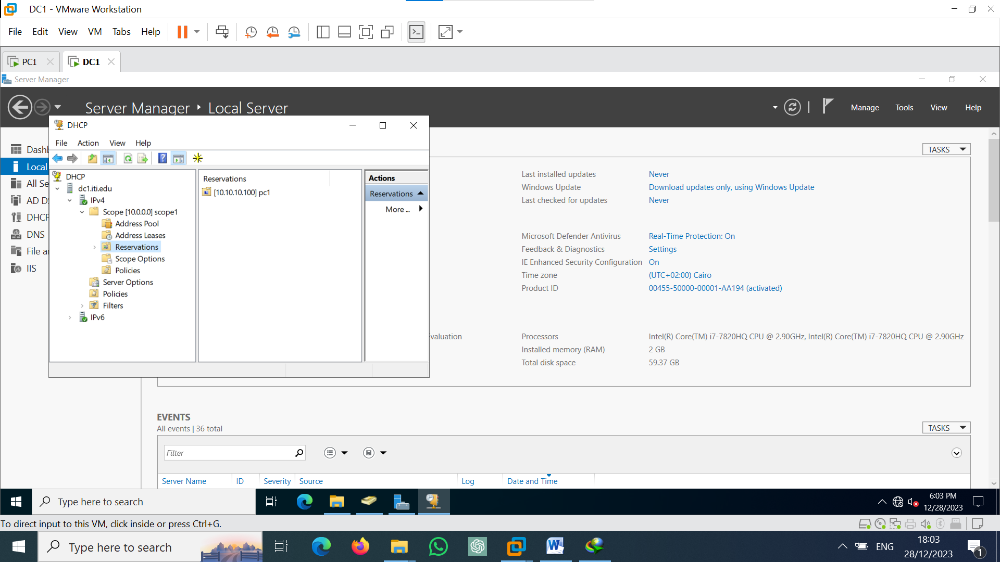 DC1 - VMware Workstation
File Edit View VM Tabs Help
PC1 DC1
Server Manager
Server Manager Local Server
Manage Tools View Help
DHCP
File Action View Help
Dashb
Local
All Se
AD D
DHCP
DNS
File a
IIS
DHCP
dc1.iti.edu
IPv4
Scope [10.0.0.0] scope1
Address Pool
Address Leases
Reservations
Scope Options
Policies
Server Options
Policies
Filters
IPv6
Reservations
[10.10.10.100] pc1
Actions
Reservations
More ...
TASKS
Last installed updates Never
Windows Update Download updates only, using Windows Update
Last checked for updates Never
Microsoft Defender Antivirus Real-Time Protection: On
Feedback & Diagnostics Settings
IE Enhanced Security Configuration On
Time zone (UTC+02:00) Cairo
Product ID 00455-50000-00001-AA194 (activated)
Evaluation
Processors Intel(R) Core(TM) i7-7820HQ CPU @ 2.90GHz, Intel(R) Core(TM) i7-7820HQ CPU @ 2.90GHz
Installed memory (RAM) 2 GB
Total disk space 59.37 GB
EVENTS
All events | 36 total
TASKS
Filter
Server Name ID Severity Source Log Date and Time
Type here to search
6:03 PM
12/28/2023
To direct input to this VM, click inside or press Ctrl+G.
Type here to search
ENG
18:03
28/12/2023
1